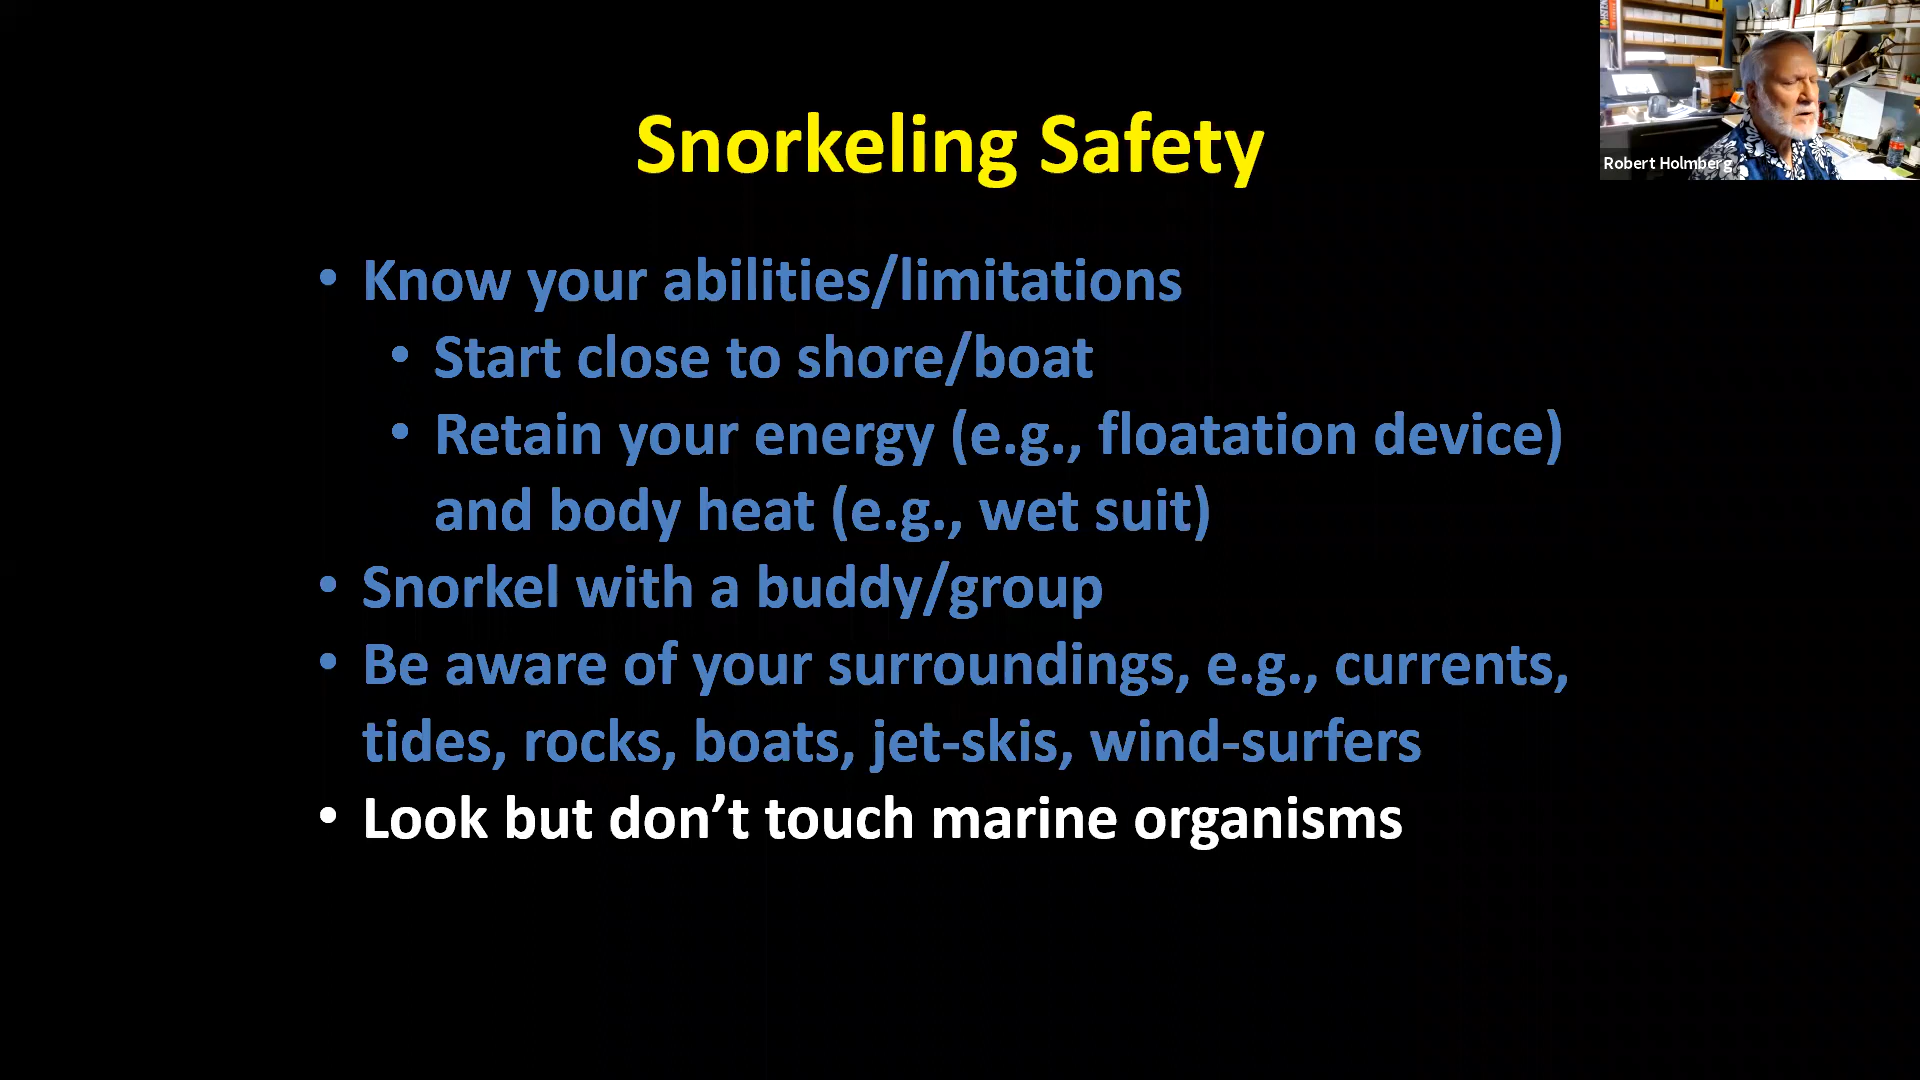 Snorkeling Safety
Robert Holmberg
• Know your abilities/limitations
• Start close to shore/boat
• Retain your energy (e.g., floatation device)
and body heat (e.g., wet suit)
• Snorkel with a buddy/group
• Be aware of your surroundings, e.g., currents,
tides, rocks, boats, jet-skis, wind-surfers
• Look but don’t touch marine organisms